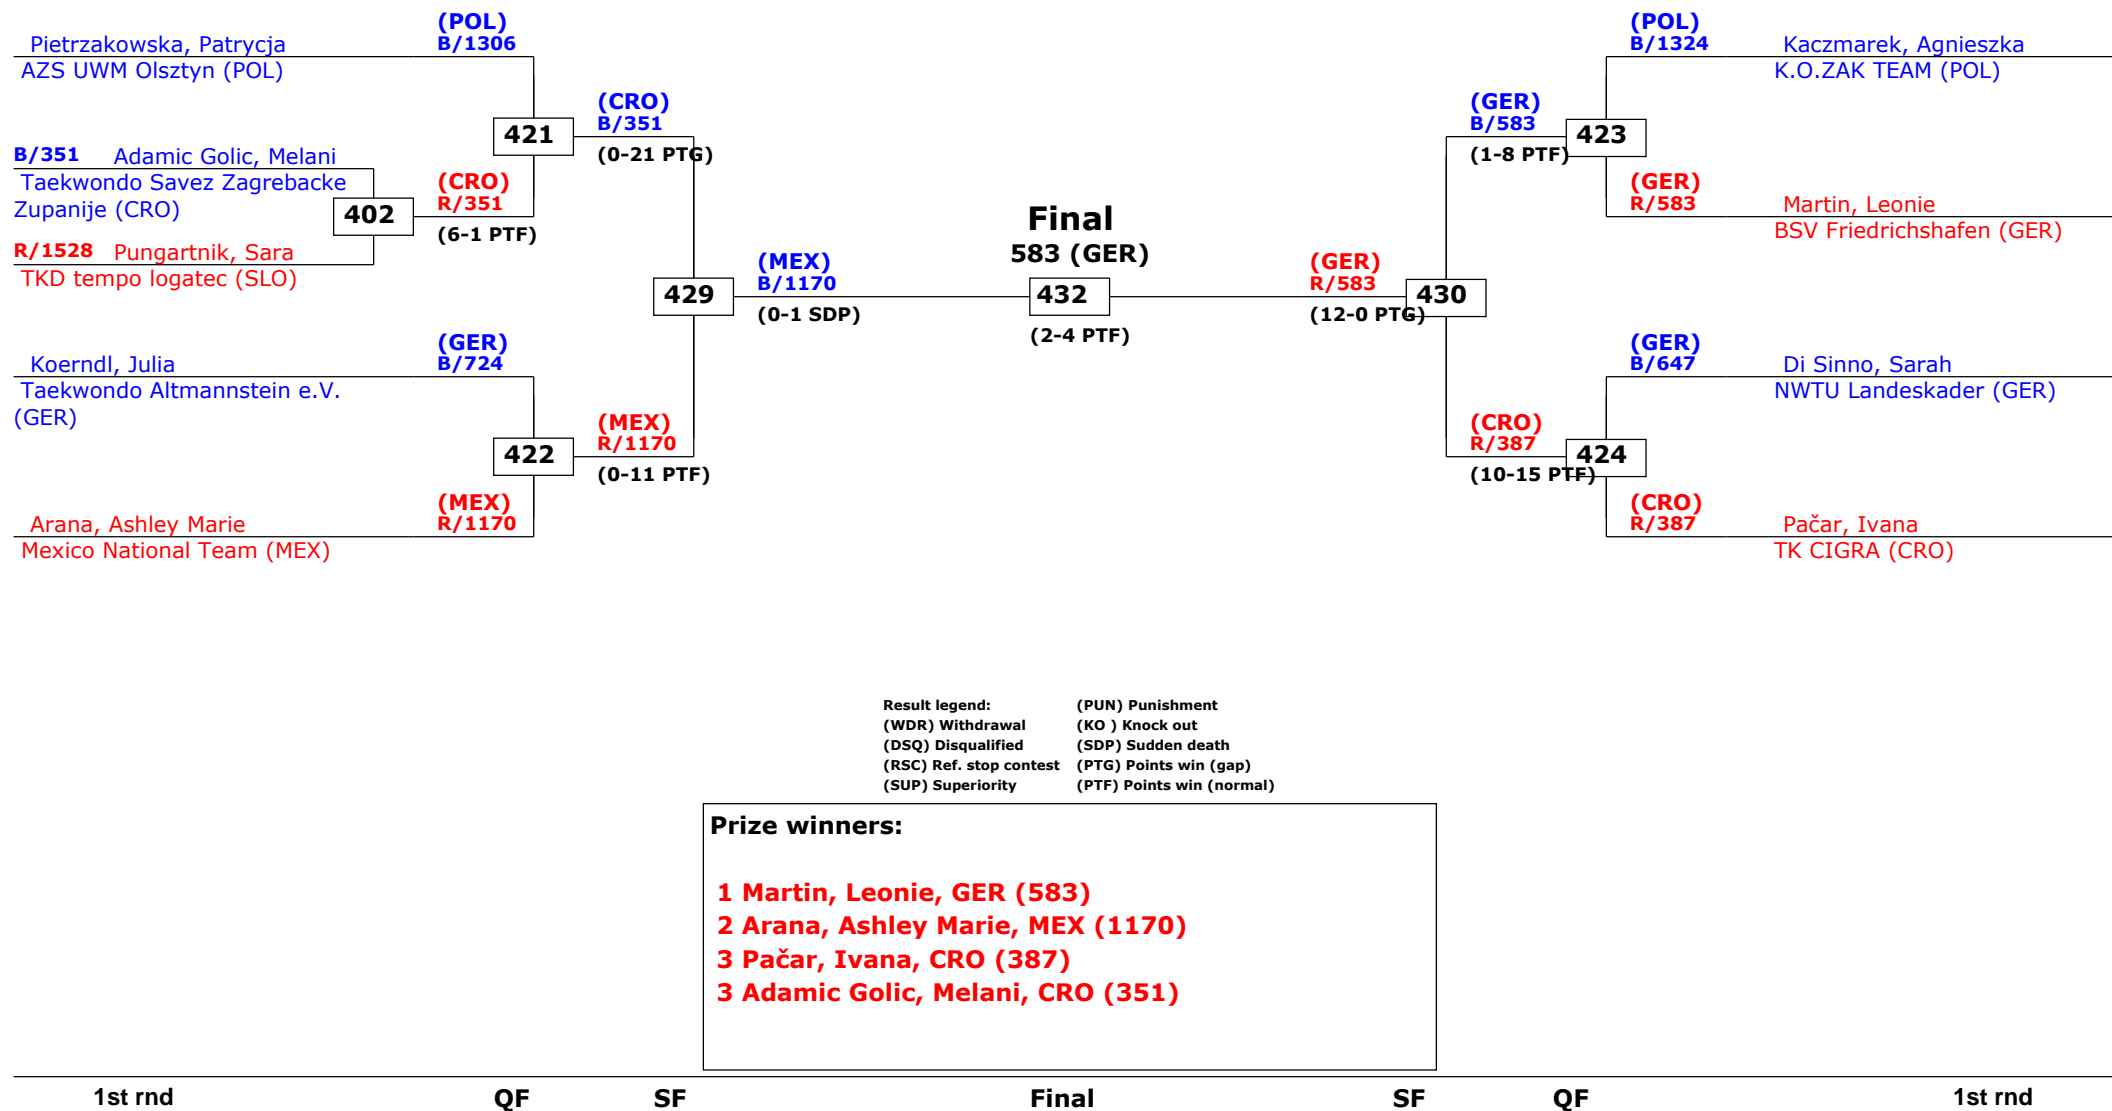 (POL)
B/1306
Pietrzakowska, Patrycja
AZS UWM Olsztyn (POL)
(CRO)
B/351
421
(0-21 PTG)
B/351 Adamic Golic, Melani
Taekwondo Savez Zagrebacke
Zupanije (CRO)
402
(CRO)
R/351
(6-1 PTF)
R/1528 Pungartnik, Sara
TKD tempo logatec (SLO)
429
(MEX)
B/1170
(0-1 SDP)
(GER)
B/724
Koerndl, Julia
Taekwondo Altmannstein e.V.
(GER)
(MEX)
R/1170
422
(0-11 PTF)
(MEX)
R/1170
Arana, Ashley Marie
Mexico National Team (MEX)
Final
583 (GER)
432
(2-4 PTF)
(POL)
B/1324
Kaczmarek, Agnieszka
K.O.ZAK TEAM (POL)
(GER)
B/583
423
(1-8 PTF)
(GER)
R/583
Martin, Leonie
BSV Friedrichshafen (GER)
(GER)
R/583
430
(12-0 PTG)
(GER)
B/647
Di Sinno, Sarah
NWTU Landeskader (GER)
(CRO)
R/387
424
(10-15 PTF)
(CRO)
R/387
Pačar, Ivana
TK CIGRA (CRO)
Result legend: (PUN) Punishment
(WDR) Withdrawal (KO ) Knock out
(DSQ) Disqualified (SDP) Sudden death
(RSC) Ref. stop contest (PTG) Points win (gap)
(SUP) Superiority (PTF) Points win (normal)
Prize winners:
1 Martin, Leonie, GER (583)
2 Arana, Ashley Marie, MEX (1170)
3 Pačar, Ivana, CRO (387)
3 Adamic Golic, Melani, CRO (351)
1st rnd QF SF Final SF QF 1st rnd